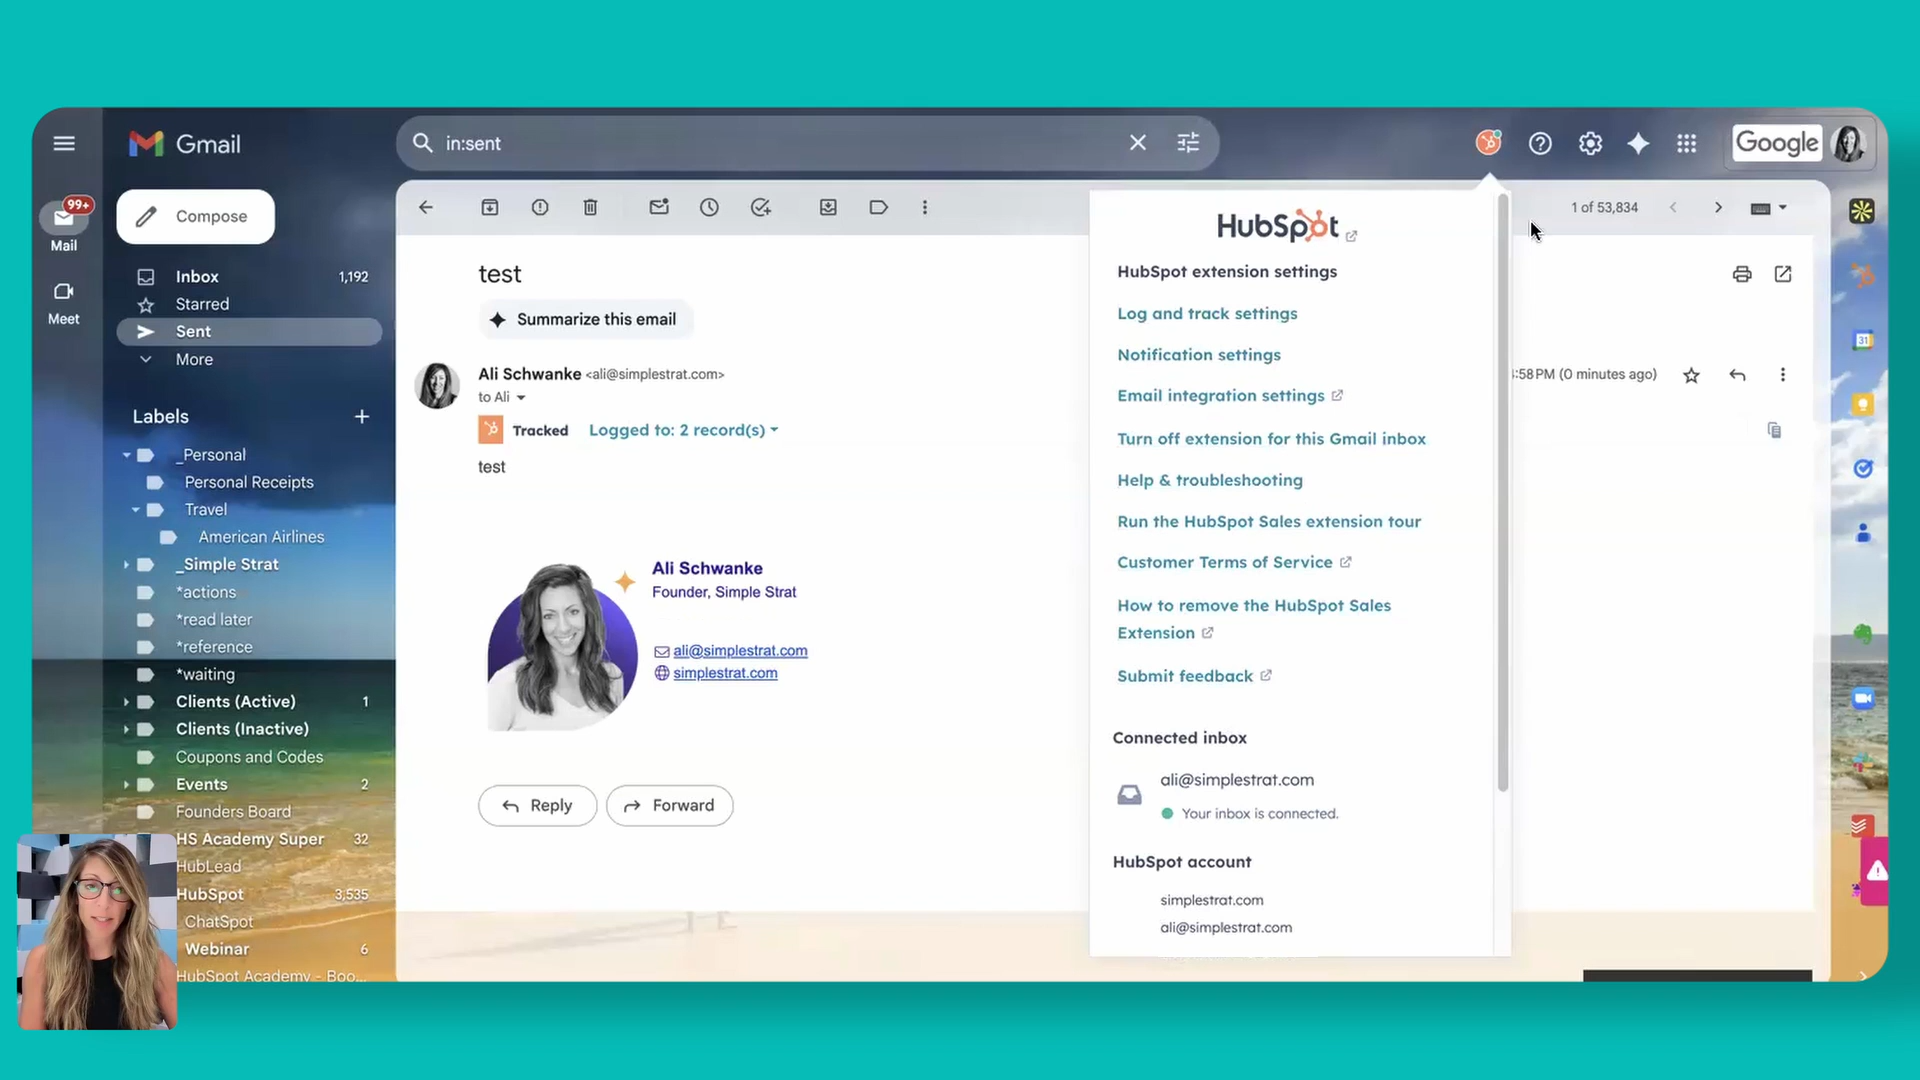 Gmail
in:sent
Google
99+
Mail
Meet
Compose
Inbox 1,192
Starred
Sent
More
Labels
_Personal
Personal Receipts
Travel
American Airlines
_Simple Strat
*actions
*read later
*reference
*waiting
Clients (Active) 1
Clients (Inactive)
Coupons and Codes
Events 2
Founders Board
HS Academy Super 32
HubLead
HubSpot 3,535
ChatSpot
Webinar 6
HubSpot Academy - Boo...
1 of 53,834
test
Summarize this email
Ali Schwanke <ali@simplestrat.com>
:58 PM (0 minutes ago)
to Ali
Tracked Logged to: 2 record(s)
test
Ali Schwanke
Founder, Simple Strat
ali@simplestrat.com
simplestrat.com
Reply
Forward
HubSpot
HubSpot extension settings
Log and track settings
Notification settings
Email integration settings
Turn off extension for this Gmail inbox
Help & troubleshooting
Run the HubSpot Sales extension tour
Customer Terms of Service
How to remove the HubSpot Sales
Extension
Submit feedback
Connected inbox
ali@simplestrat.com
Your inbox is connected.
HubSpot account
simplestrat.com
ali@simplestrat.com
31